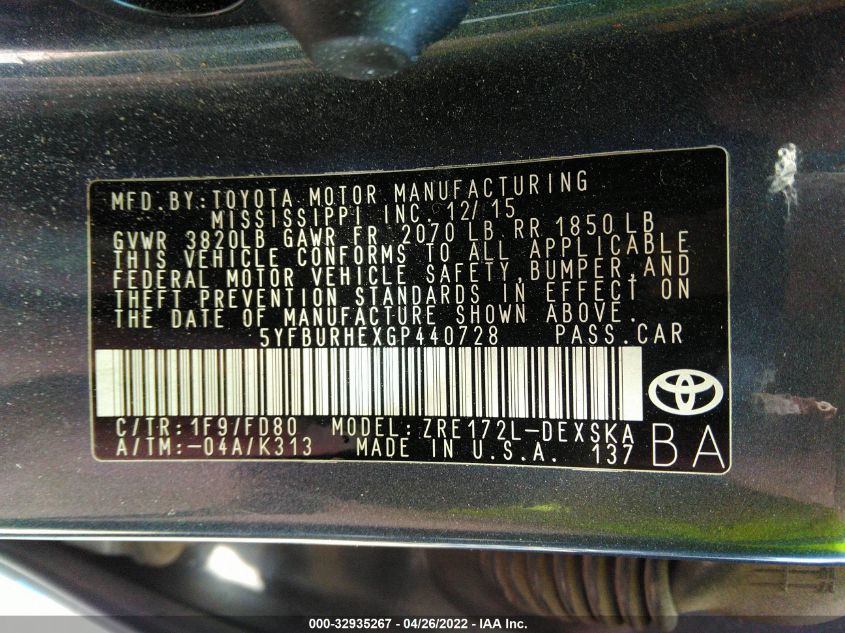 MFD. BY: TOYOTA MOTOR MANUFACTURING
MISSISSIPPI INC. 12/15
GVWR 3820LB GAWR FR 2070 LB RR 1850 LB
THIS VEHICLE CONFORMS TO ALL APPLICABLE
FEDERAL MOTOR VEHICLE SAFETY, BUMPER, AND
THEFT PREVENTION STANDARDS IN EFFECT ON
THE DATE OF MANUFACTURE SHOWN ABOVE.
5YFBURHEXGP440728 PASS. CAR
C/TR: 1F9/FD80 MODEL: ZRE172L-DEXSKA
A/TM: -04A/K313 MADE IN U.S.A. 137 BA
000-32935267 - 04/26/2022 - IAA Inc.